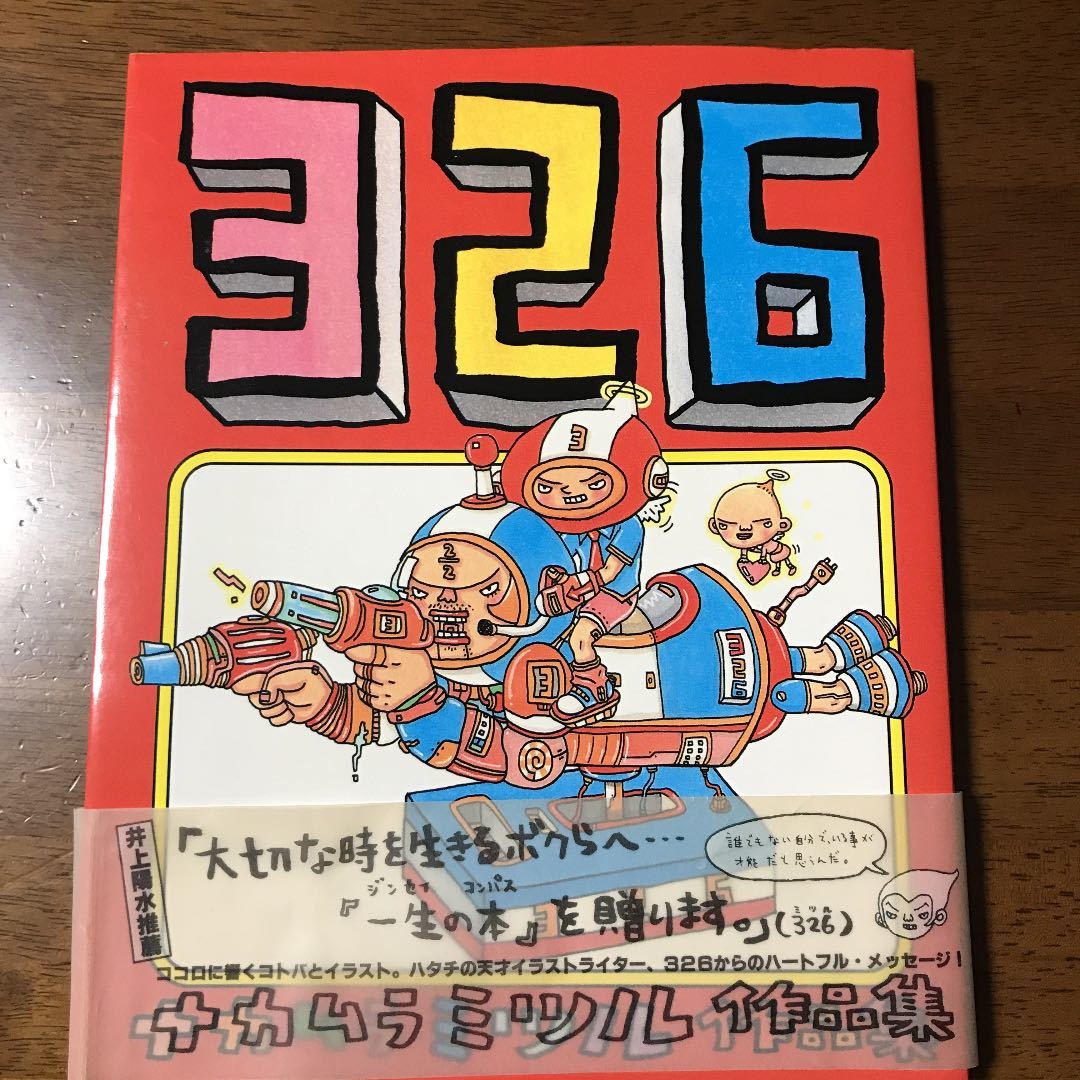 326
3
2/2
3
3
326
井上陽水推薦
『大切な時を生きるボクらへ…
ジンセイ コンパス
『一生の本』を贈ります。』(326)
ミツル
誰でもない自分でいる事が
才能だと思うんだ。
ココロに響くコトバとイラスト。ハタチの天才イラストライター、326からのハートフル・メッセージ!
ナカムラミツル作品集